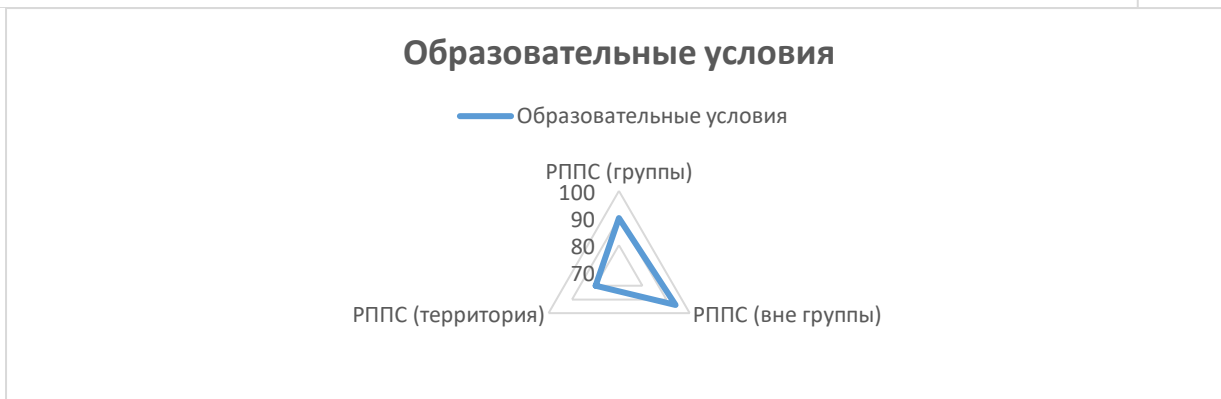 Образовательные условия
Образовательные условия
РППС (группы)
100
90
80
70
РППС (территория)
РППС (вне группы)